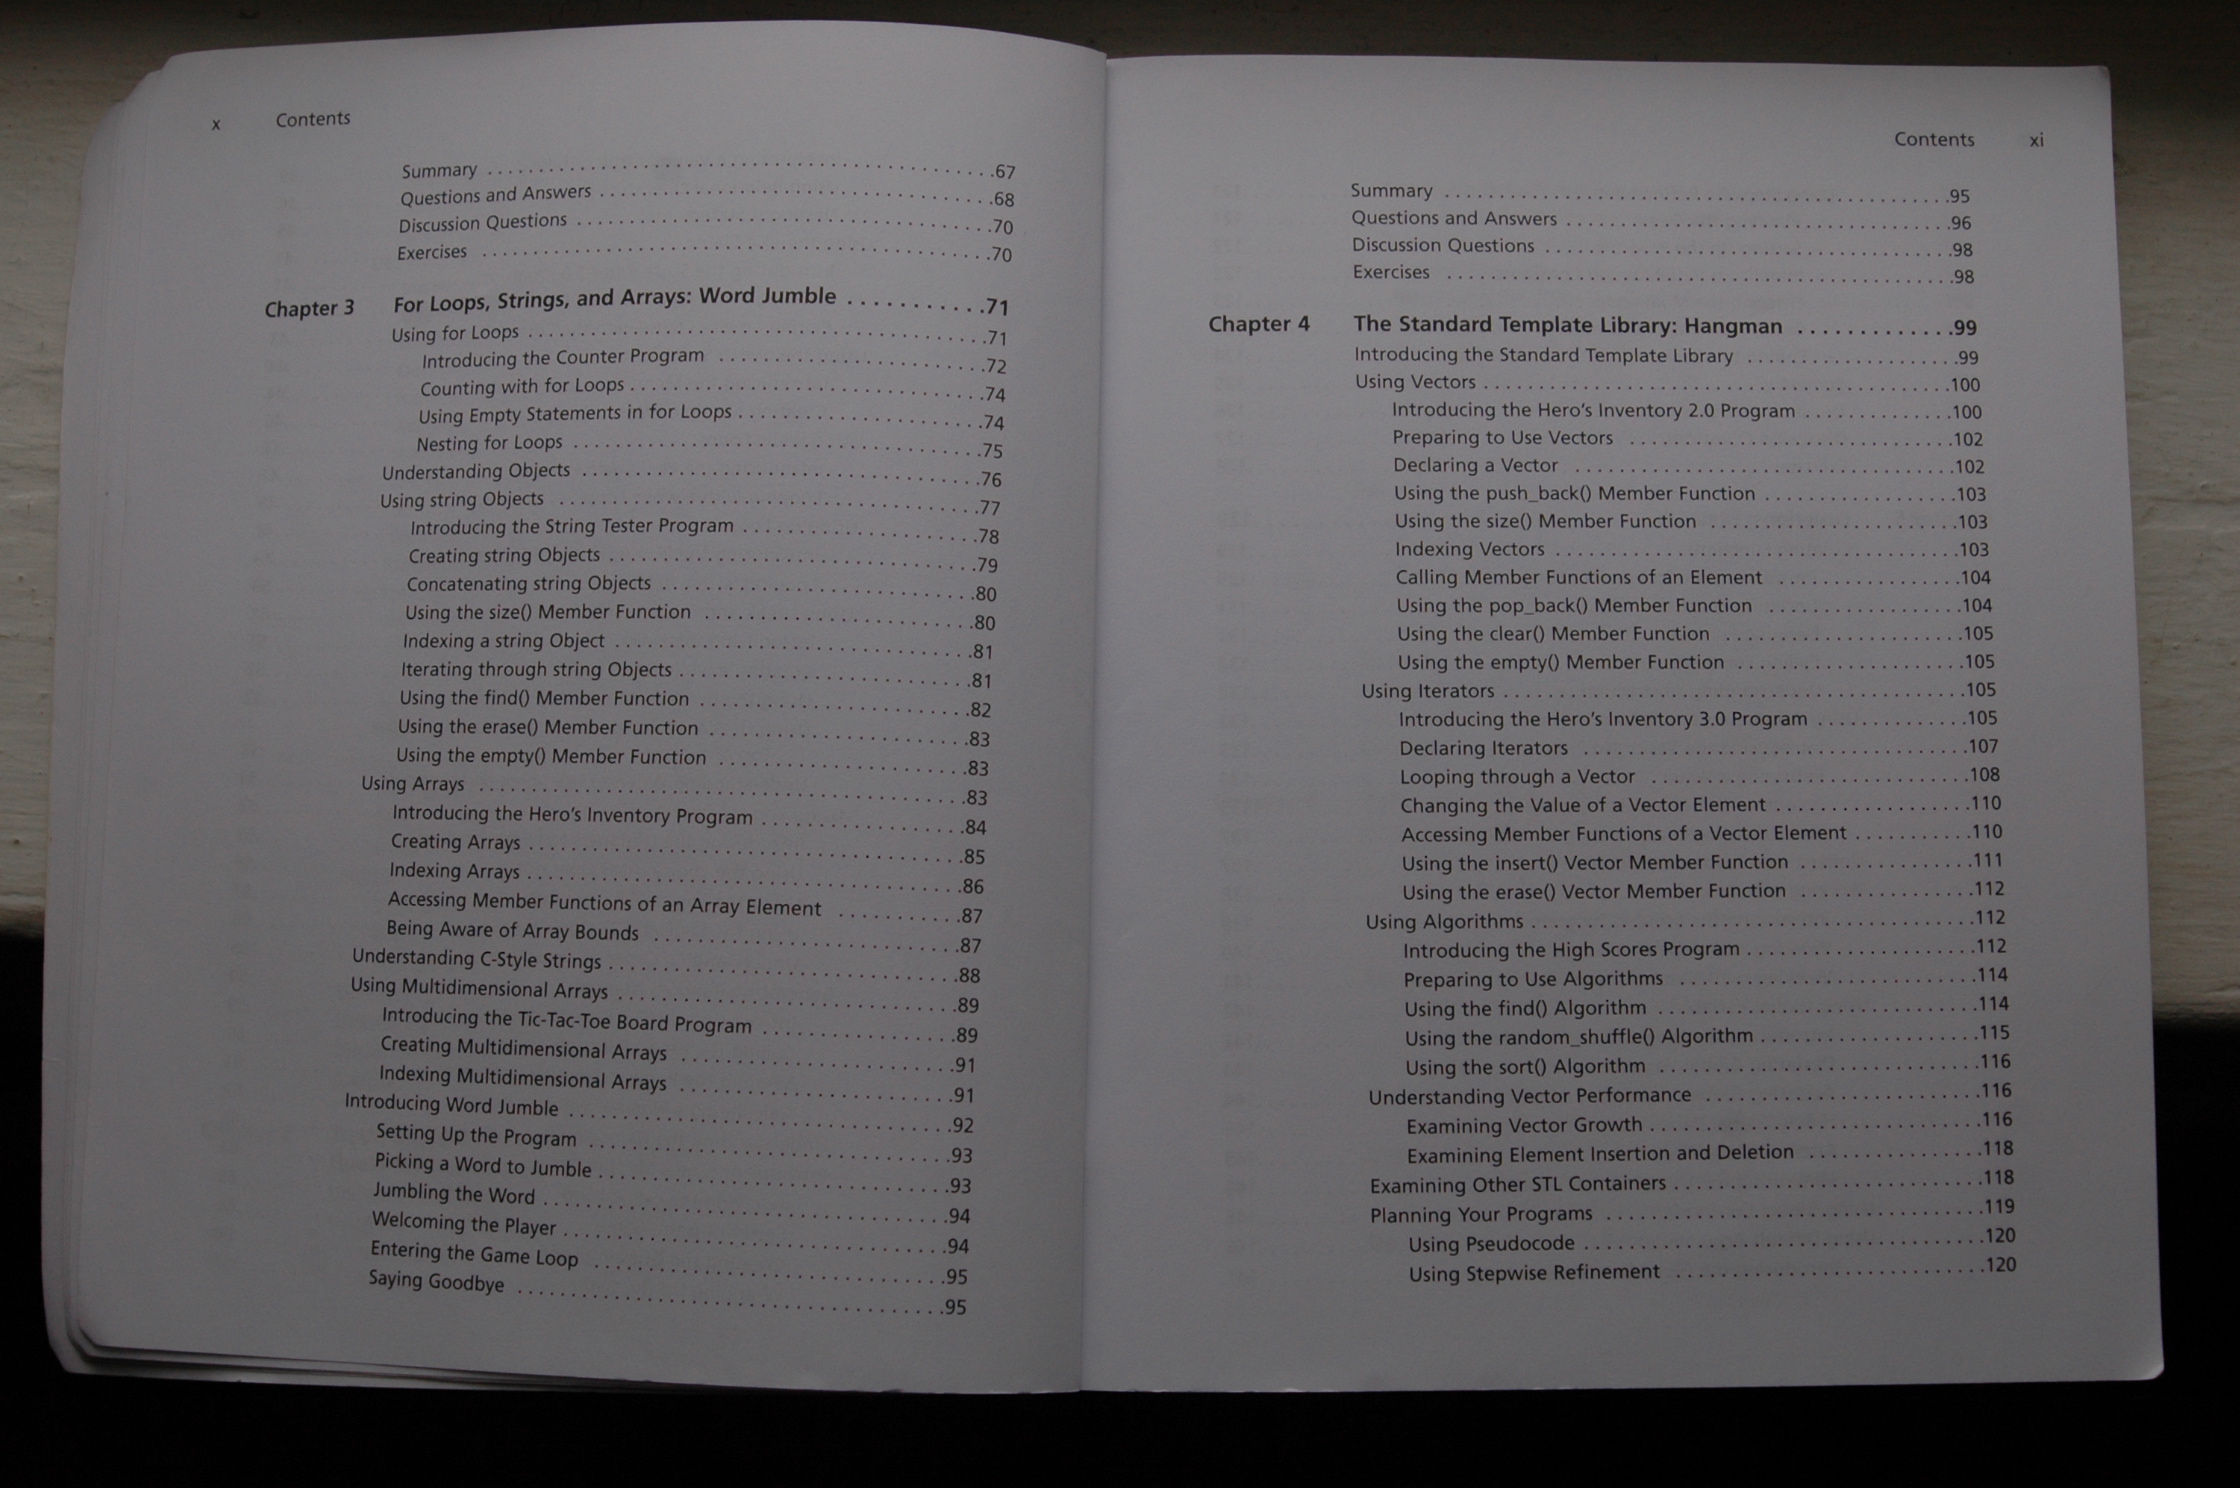 x Contents
Summary . . . . . . . . . . . . . . . . . . . . . . . . . . . . . . . . . . . . . . . . .67
Questions and Answers . . . . . . . . . . . . . . . . . . . . . . . . . . . . . . . .68
Discussion Questions . . . . . . . . . . . . . . . . . . . . . . . . . . . . . . . . . .70
Exercises . . . . . . . . . . . . . . . . . . . . . . . . . . . . . . . . . . . . . . . . .70
Chapter 3 For Loops, Strings, and Arrays: Word Jumble . . . . . . . . . . .71
Using for Loops . . . . . . . . . . . . . . . . . . . . . . . . . . . . . . . . . . . . .71
Introducing the Counter Program . . . . . . . . . . . . . . . . . . . . . .72
Counting with for Loops . . . . . . . . . . . . . . . . . . . . . . . . . . . . .74
Using Empty Statements in for Loops . . . . . . . . . . . . . . . . . . . .74
Nesting for Loops . . . . . . . . . . . . . . . . . . . . . . . . . . . . . . . . .75
Understanding Objects . . . . . . . . . . . . . . . . . . . . . . . . . . . . . . . .76
Using string Objects . . . . . . . . . . . . . . . . . . . . . . . . . . . . . . . . . .77
Introducing the String Tester Program . . . . . . . . . . . . . . . . . . .78
Creating string Objects . . . . . . . . . . . . . . . . . . . . . . . . . . . . . .79
Concatenating string Objects . . . . . . . . . . . . . . . . . . . . . . . . .80
Using the size() Member Function . . . . . . . . . . . . . . . . . . . . . .80
Indexing a string Object . . . . . . . . . . . . . . . . . . . . . . . . . . . . .81
Iterating through string Objects . . . . . . . . . . . . . . . . . . . . . . . .81
Using the find() Member Function . . . . . . . . . . . . . . . . . . . . . .82
Using the erase() Member Function . . . . . . . . . . . . . . . . . . . . .83
Using the empty() Member Function . . . . . . . . . . . . . . . . . . . .83
Using Arrays . . . . . . . . . . . . . . . . . . . . . . . . . . . . . . . . . . . . . . .83
Introducing the Hero's Inventory Program . . . . . . . . . . . . . . . .84
Creating Arrays . . . . . . . . . . . . . . . . . . . . . . . . . . . . . . . . . . .85
Indexing Arrays . . . . . . . . . . . . . . . . . . . . . . . . . . . . . . . . . . .86
Accessing Member Functions of an Array Element . . . . . . . . . .87
Being Aware of Array Bounds . . . . . . . . . . . . . . . . . . . . . . . . .87
Understanding C-Style Strings . . . . . . . . . . . . . . . . . . . . . . . . . . .88
Using Multidimensional Arrays . . . . . . . . . . . . . . . . . . . . . . . . . . .89
Introducing the Tic-Tac-Toe Board Program . . . . . . . . . . . . . . .89
Creating Multidimensional Arrays . . . . . . . . . . . . . . . . . . . . . .91
Indexing Multidimensional Arrays . . . . . . . . . . . . . . . . . . . . . .91
Introducing Word Jumble . . . . . . . . . . . . . . . . . . . . . . . . . . . . . .92
Setting Up the Program . . . . . . . . . . . . . . . . . . . . . . . . . . . . .93
Picking a Word to Jumble . . . . . . . . . . . . . . . . . . . . . . . . . . . .93
Jumbling the Word . . . . . . . . . . . . . . . . . . . . . . . . . . . . . . . .94
Welcoming the Player . . . . . . . . . . . . . . . . . . . . . . . . . . . . . .94
Entering the Game Loop . . . . . . . . . . . . . . . . . . . . . . . . . . . .95
Saying Goodbye . . . . . . . . . . . . . . . . . . . . . . . . . . . . . . . . . .95
Contents xi
Summary . . . . . . . . . . . . . . . . . . . . . . . . . . . . . . . . . . . . . . . . .95
Questions and Answers . . . . . . . . . . . . . . . . . . . . . . . . . . . . . . .96
Discussion Questions . . . . . . . . . . . . . . . . . . . . . . . . . . . . . . . . .98
Exercises . . . . . . . . . . . . . . . . . . . . . . . . . . . . . . . . . . . . . . . . .98
Chapter 4 The Standard Template Library: Hangman . . . . . . . . . . . . .99
Introducing the Standard Template Library . . . . . . . . . . . . . . . . .99
Using Vectors . . . . . . . . . . . . . . . . . . . . . . . . . . . . . . . . . . . . .100
Introducing the Hero's Inventory 2.0 Program . . . . . . . . . . . .100
Preparing to Use Vectors . . . . . . . . . . . . . . . . . . . . . . . . . . .102
Declaring a Vector . . . . . . . . . . . . . . . . . . . . . . . . . . . . . . .102
Using the push_back() Member Function . . . . . . . . . . . . . . . .103
Using the size() Member Function . . . . . . . . . . . . . . . . . . . .103
Indexing Vectors . . . . . . . . . . . . . . . . . . . . . . . . . . . . . . . . .103
Calling Member Functions of an Element . . . . . . . . . . . . . . .104
Using the pop_back() Member Function . . . . . . . . . . . . . . . .104
Using the clear() Member Function . . . . . . . . . . . . . . . . . . .105
Using the empty() Member Function . . . . . . . . . . . . . . . . . .105
Using Iterators . . . . . . . . . . . . . . . . . . . . . . . . . . . . . . . . . . . .105
Introducing the Hero's Inventory 3.0 Program . . . . . . . . . . . .105
Declaring Iterators . . . . . . . . . . . . . . . . . . . . . . . . . . . . . . .107
Looping through a Vector . . . . . . . . . . . . . . . . . . . . . . . . . .108
Changing the Value of a Vector Element . . . . . . . . . . . . . . . .110
Accessing Member Functions of a Vector Element . . . . . . . . . .110
Using the insert() Vector Member Function . . . . . . . . . . . . . .111
Using the erase() Vector Member Function . . . . . . . . . . . . . .112
Using Algorithms . . . . . . . . . . . . . . . . . . . . . . . . . . . . . . . . . .112
Introducing the High Scores Program . . . . . . . . . . . . . . . . . .112
Preparing to Use Algorithms . . . . . . . . . . . . . . . . . . . . . . . .114
Using the find() Algorithm . . . . . . . . . . . . . . . . . . . . . . . . .114
Using the random_shuffle() Algorithm . . . . . . . . . . . . . . . . .115
Using the sort() Algorithm . . . . . . . . . . . . . . . . . . . . . . . . .116
Understanding Vector Performance . . . . . . . . . . . . . . . . . . . . .116
Examining Vector Growth . . . . . . . . . . . . . . . . . . . . . . . . . .116
Examining Element Insertion and Deletion . . . . . . . . . . . . . .118
Examining Other STL Containers . . . . . . . . . . . . . . . . . . . . . . . .118
Planning Your Programs . . . . . . . . . . . . . . . . . . . . . . . . . . . . .119
Using Pseudocode . . . . . . . . . . . . . . . . . . . . . . . . . . . . . . .120
Using Stepwise Refinement . . . . . . . . . . . . . . . . . . . . . . . .120